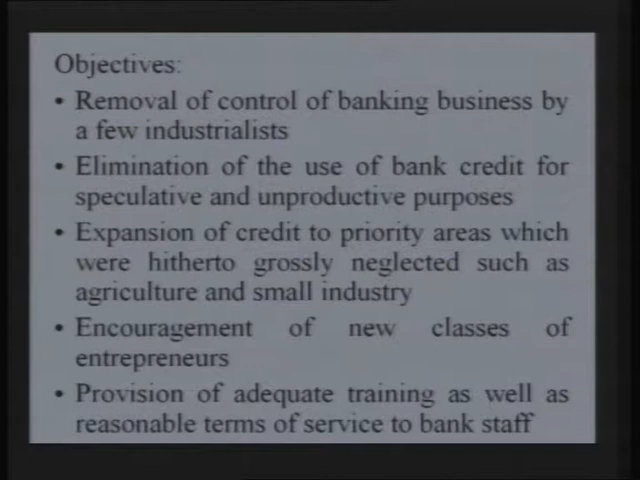 Objectives:
• Removal of control of banking business by
a few industrialists
• Elimination of the use of bank credit for
speculative and unproductive purposes
• Expansion of credit to priority areas which
were hitherto grossly neglected such as
agriculture and small industry
• Encouragement of new classes of
entrepreneurs
• Provision of adequate training as well as
reasonable terms of service to bank staff